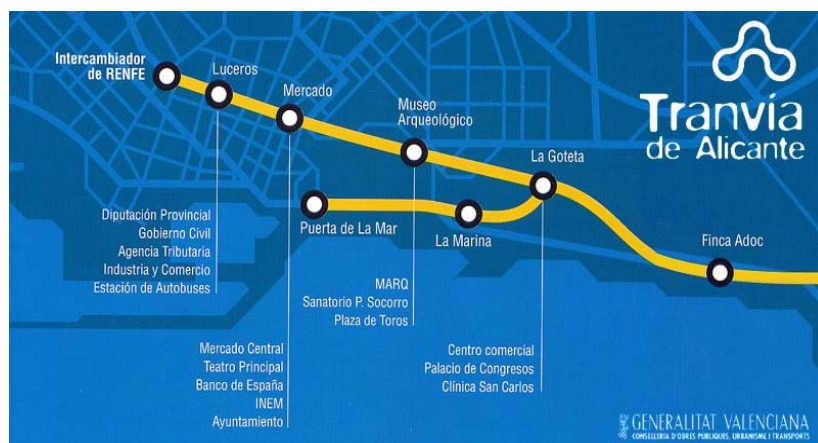 Intercambiador
de RENFE
Luceros
Mercado
Museo
Arqueológico
La Goteta
Tranvía
de Alicante
Puerta de La Mar
La Marina
Finca Adoc
Diputación Provincial
Gobierno Civil
Agencia Tributaria
Industria y Comercio
Estación de Autobuses
MARQ
Sanatorio P. Socorro
Plaza de Toros
Mercado Central
Teatro Principal
Banco de España
INEM
Ayuntamiento
Centro comercial
Palacio de Congresos
Clínica San Carlos
GENERALITAT VALENCIANA
CONSELLERIA D'OBRES PUBLIQUES, URBANISME I TRANSPORTS